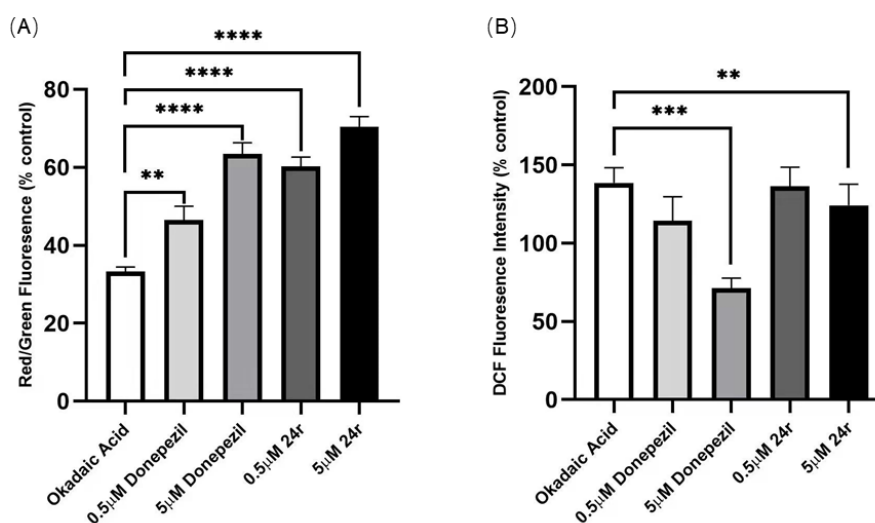 (A)
****
****
****
**
Red/Green Fluoresence (% control)
80
60
40
20
0
Okadaic Acid
0.5μM Donepezil
5μM Donepezil
0.5μM 24r
5μM 24r
(B)
**
***
DCF Fluoresence Intensity (% control)
200
150
100
50
0
Okadaic Acid
0.5μM Donepezil
5μM Donepezil
0.5μM 24r
5μM 24r